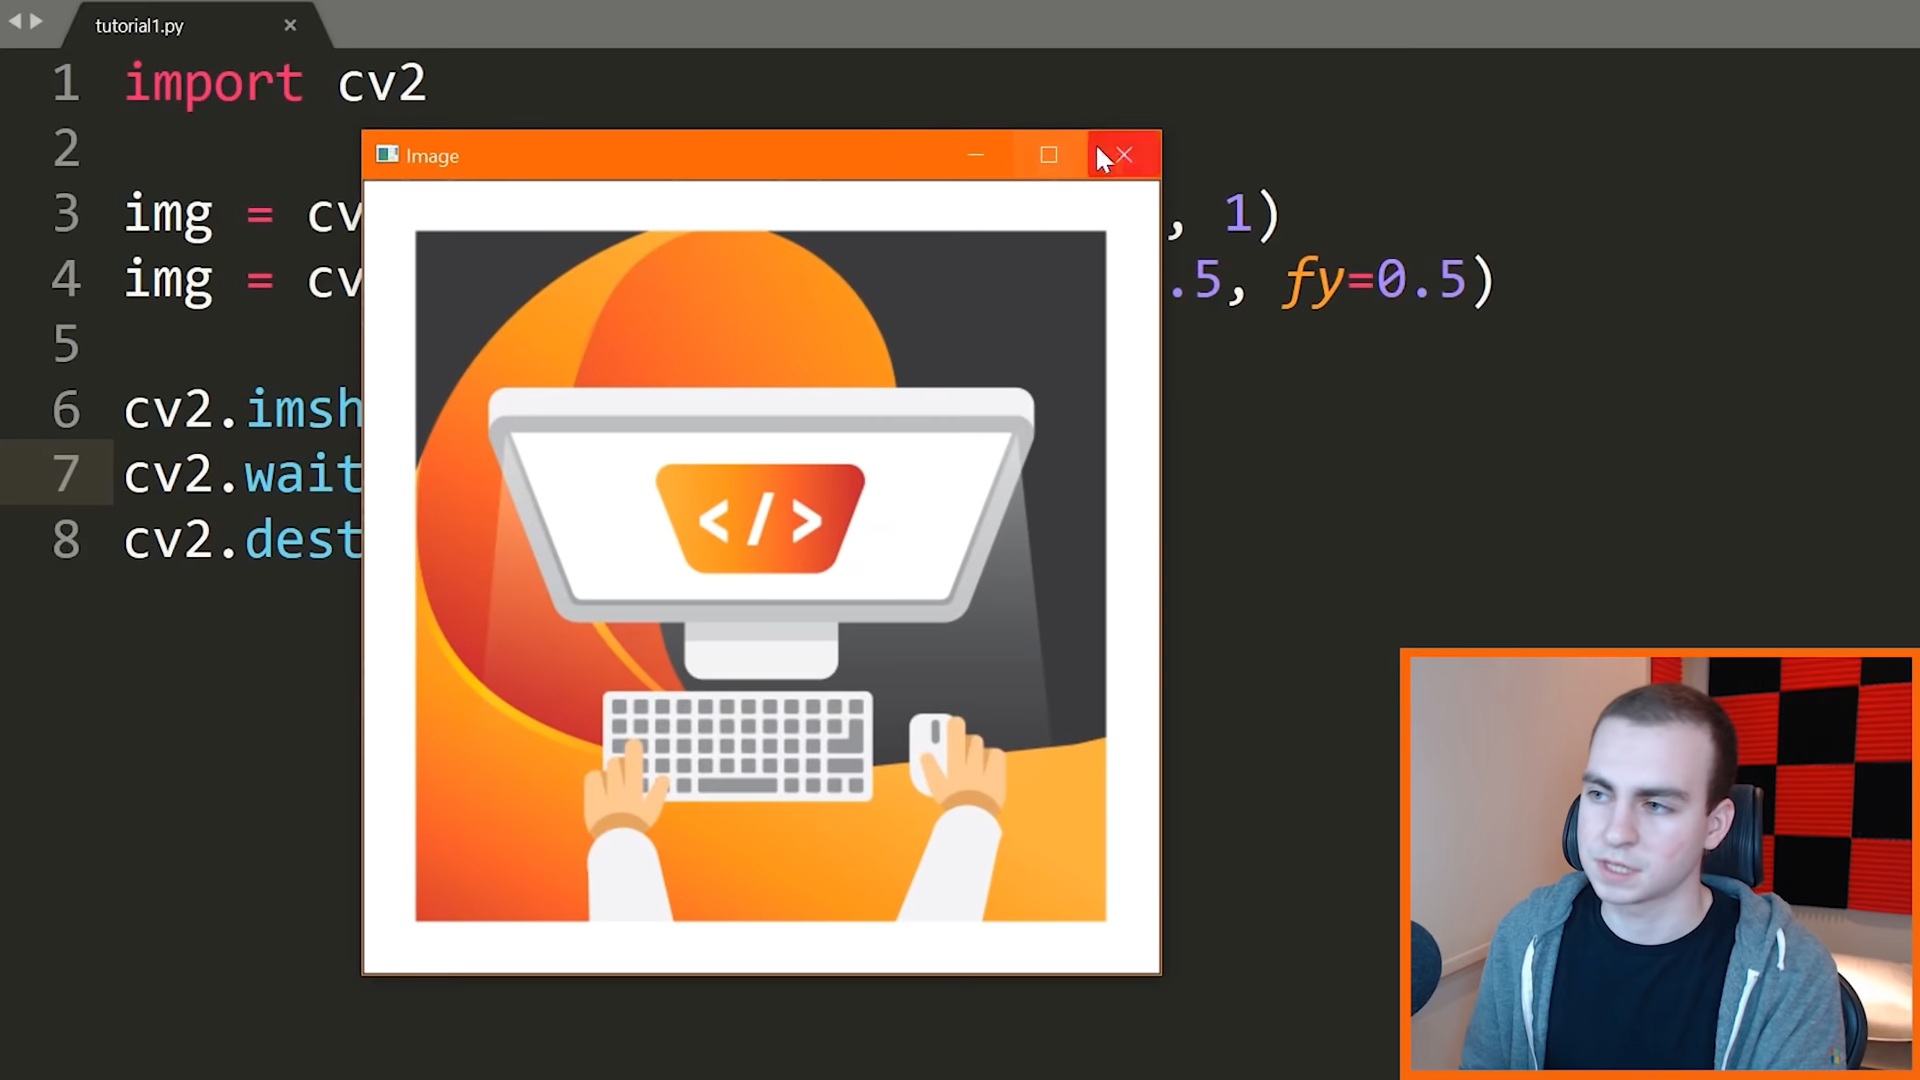 tutorial1.py
1 import cv2
2
Image
3 img = cv , 1)
4 img = cv .5, fy=0.5)
5
6 cv2.imsh
</>
7 cv2.wait
8 cv2.dest